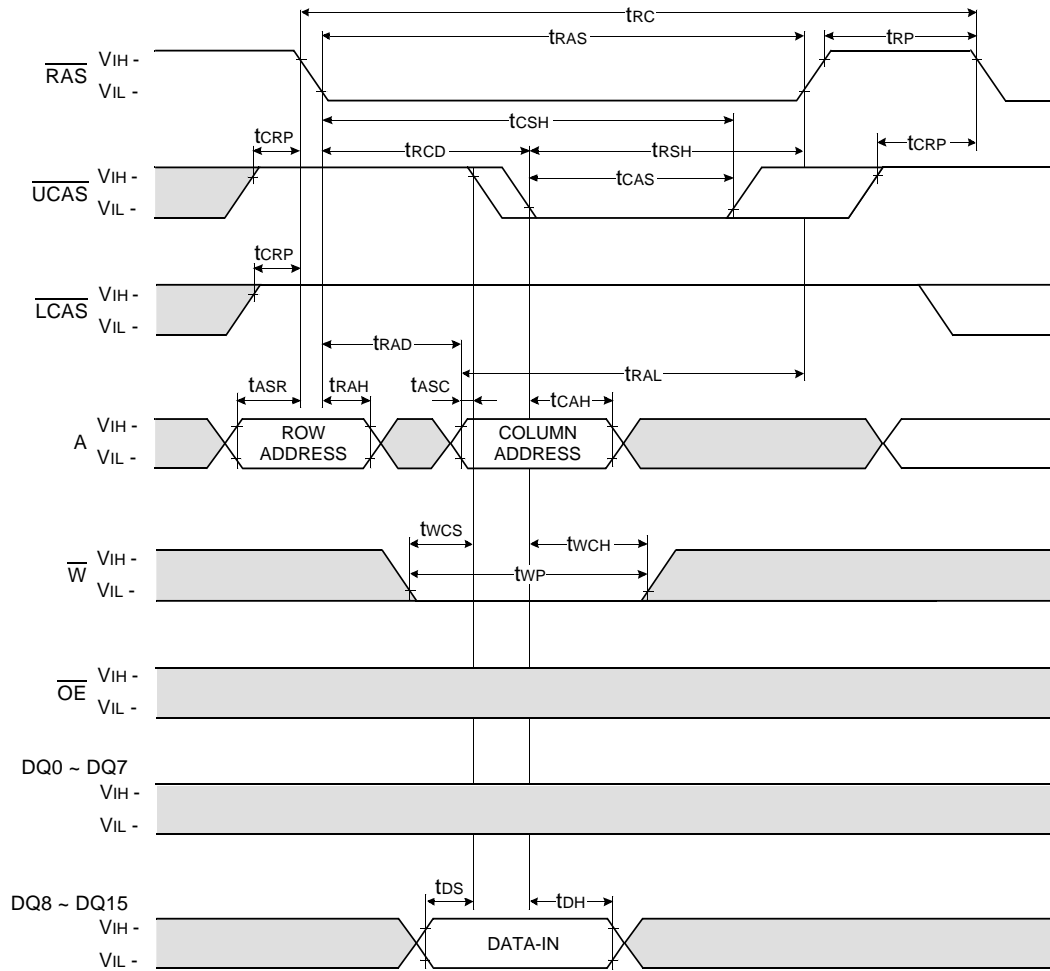 tRC
tRAS
tRP
RAS
VIH -
VIL -
tCSH
tCRP
tRCD
tRSH
tCRP
UCAS
VIH -
VIL -
tCAS
tCRP
LCAS
VIH -
VIL -
tRAD
tRAL
tASR
tRAH
tASC
tCAH
A
VIH -
VIL -
ROW
ADDRESS
COLUMN
ADDRESS
tWCS
tWCH
W
VIH -
VIL -
tWP
OE
VIH -
VIL -
DQ0 ~ DQ7
VIH -
VIL -
tDS
tDH
DQ8 ~ DQ15
VIH -
VIL -
DATA-IN